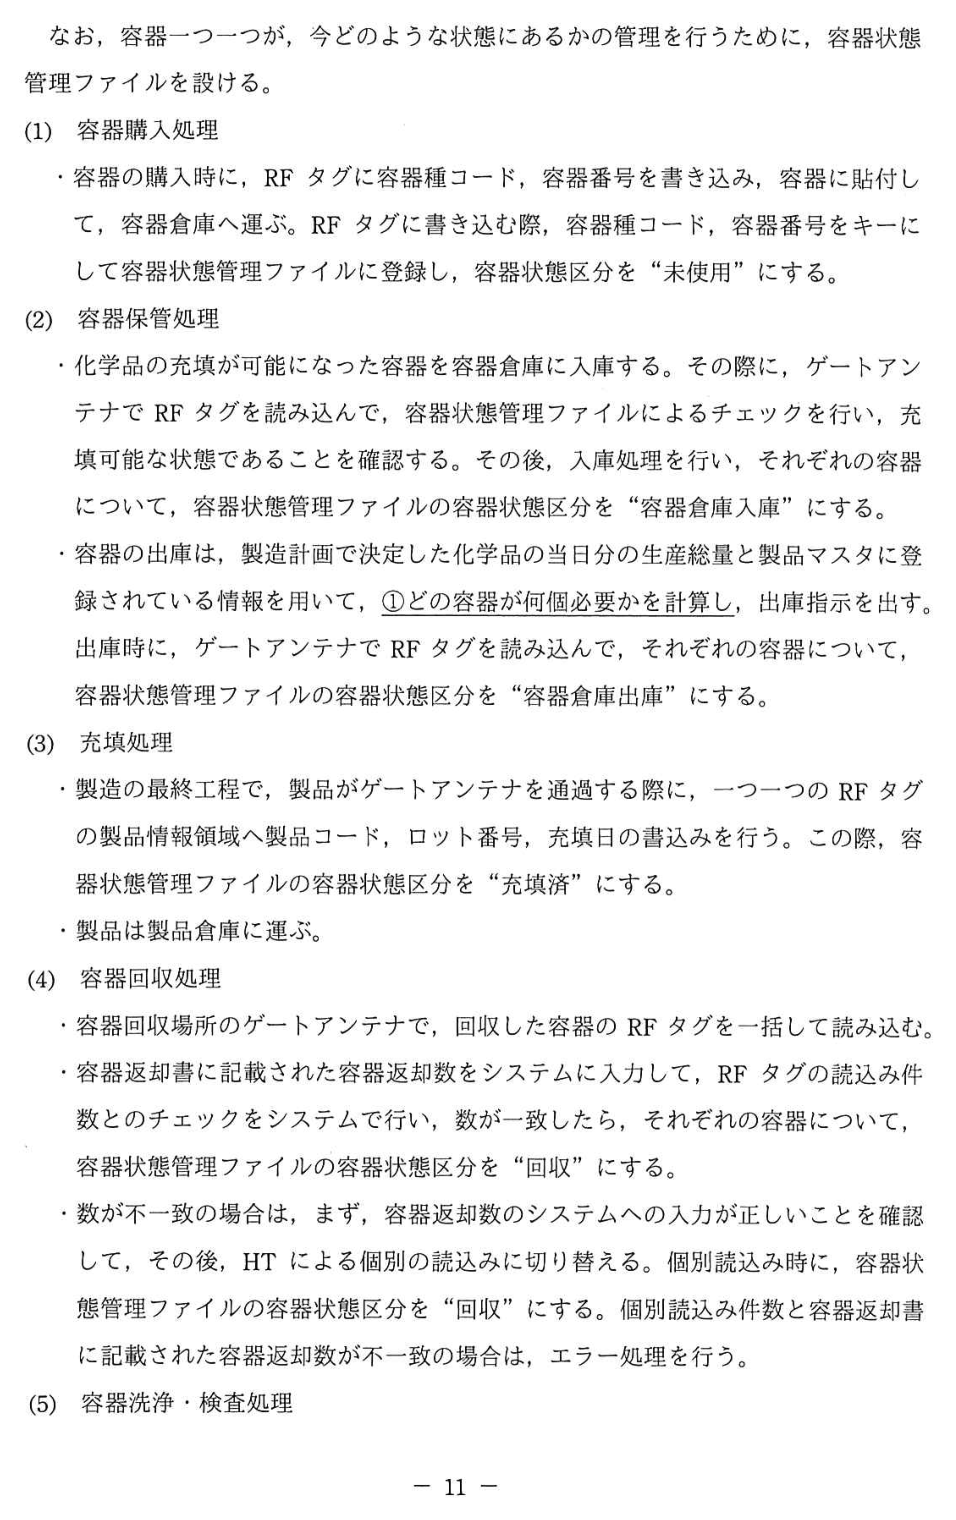 なお，容器一つ一つが，今どのような状態にあるかの管理を行うために，容器状態
管理ファイルを設ける。
(1) 容器購入処理
・容器の購入時に，RF タグに容器種コード，容器番号を書き込み，容器に貼付し
て，容器倉庫へ運ぶ。RF タグに書き込む際，容器種コード，容器番号をキーに
して容器状態管理ファイルに登録し，容器状態区分を“未使用”にする。
(2) 容器保管処理
・化学品の充填が可能になった容器を容器倉庫に入庫する。その際に，ゲートアン
テナで RF タグを読み込んで，容器状態管理ファイルによるチェックを行い，充
填可能な状態であることを確認する。その後，入庫処理を行い，それぞれの容器
について，容器状態管理ファイルの容器状態区分を“容器倉庫入庫”にする。
・容器の出庫は，製造計画で決定した化学品の当日分の生産総量と製品マスタに登
録されている情報を用いて，①どの容器が何個必要かを計算し，出庫指示を出す。
出庫時に，ゲートアンテナで RF タグを読み込んで，それぞれの容器について，
容器状態管理ファイルの容器状態区分を“容器倉庫出庫”にする。
(3) 充填処理
・製造の最終工程で，製品がゲートアンテナを通過する際に，一つ一つの RF タグ
の製品情報領域へ製品コード，ロット番号，充填日の書込みを行う。この際，容
器状態管理ファイルの容器状態区分を“充填済”にする。
・製品は製品倉庫に運ぶ。
(4) 容器回収処理
・容器回収場所のゲートアンテナで，回収した容器の RF タグを一括して読み込む。
・容器返却書に記載された容器返却数をシステムに入力して，RF タグの読込み件
数とのチェックをシステムで行い，数が一致したら，それぞれの容器について，
容器状態管理ファイルの容器状態区分を“回収”にする。
・数が不一致の場合は，まず，容器返却数のシステムへの入力が正しいことを確認
して，その後，HT による個別の読込みに切り替える。個別読込み時に，容器状
態管理ファイルの容器状態区分を“回収”にする。個別読込み件数と容器返却書
に記載された容器返却数が不一致の場合は，エラー処理を行う。
(5) 容器洗浄・検査処理
－ 11 －